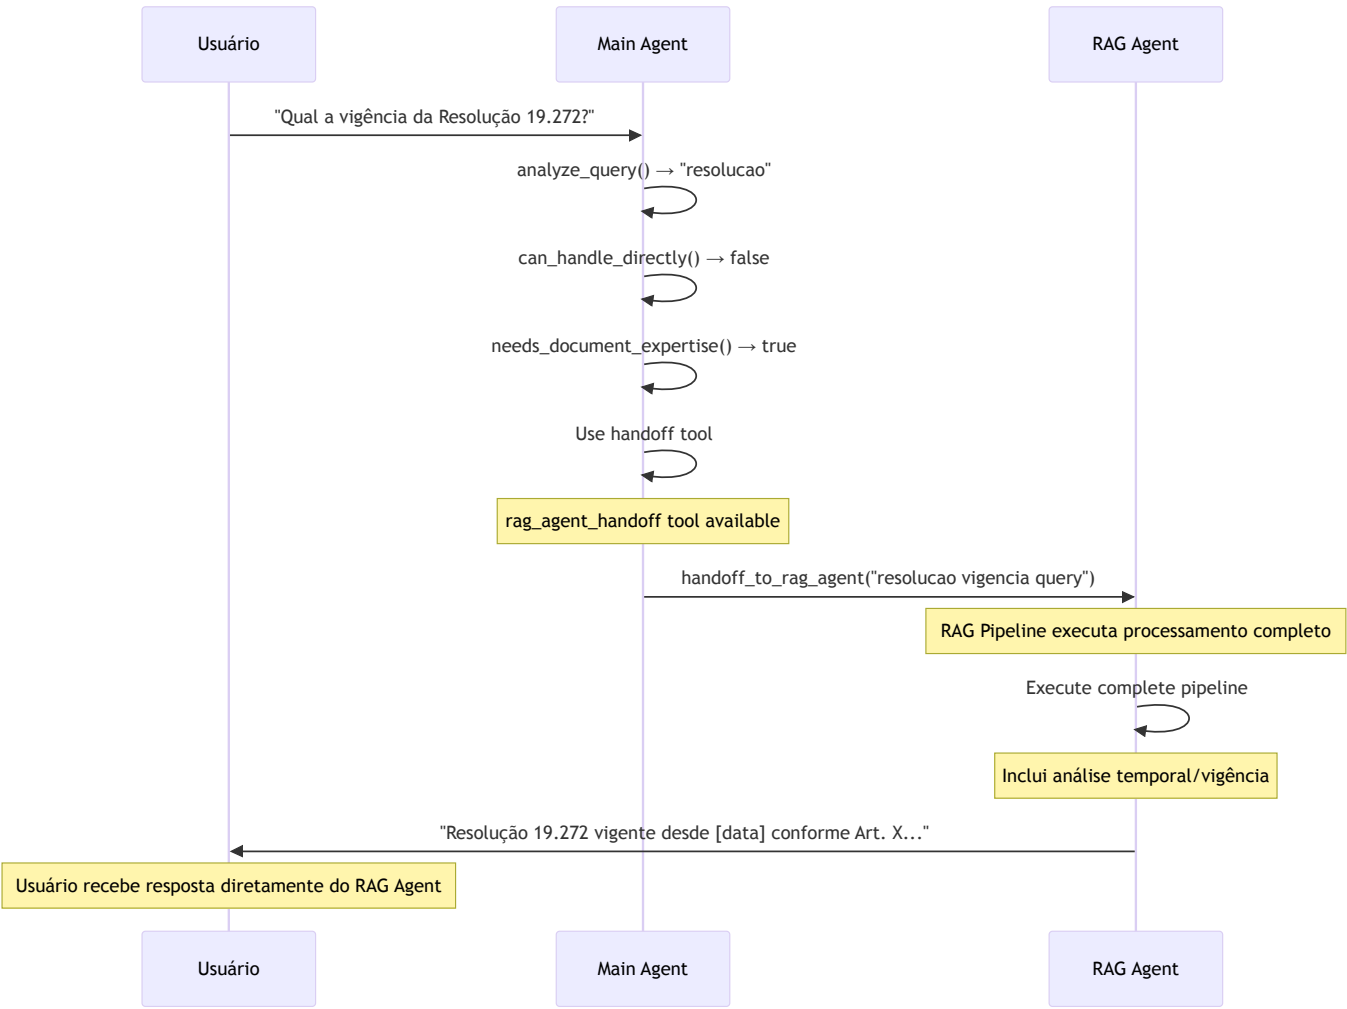 Usuário
Main Agent
RAG Agent
"Qual a vigência da Resolução 19.272?"
analyze_query() → "resolucao"
can_handle_directly() → false
needs_document_expertise() → true
Use handoff tool
rag_agent_handoff tool available
handoff_to_rag_agent("resolucao vigencia query")
RAG Pipeline executa processamento completo
Execute complete pipeline
Inclui análise temporal/vigência
"Resolução 19.272 vigente desde [data] conforme Art. X..."
Usuário recebe resposta diretamente do RAG Agent
Usuário
Main Agent
RAG Agent